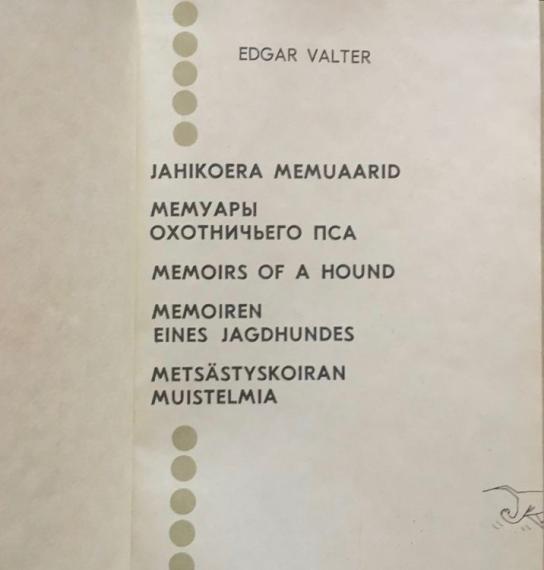 EDGAR VALTER
JAHIKOERA MEMUAARID
МЕМУАРЫ
ОХОТНИЧЬЕГО ПСА
MEMOIRS OF A HOUND
MEMOIREN
EINES JAGDHUNDES
METSÄSTYSKOIRAN
MUISTELMIA